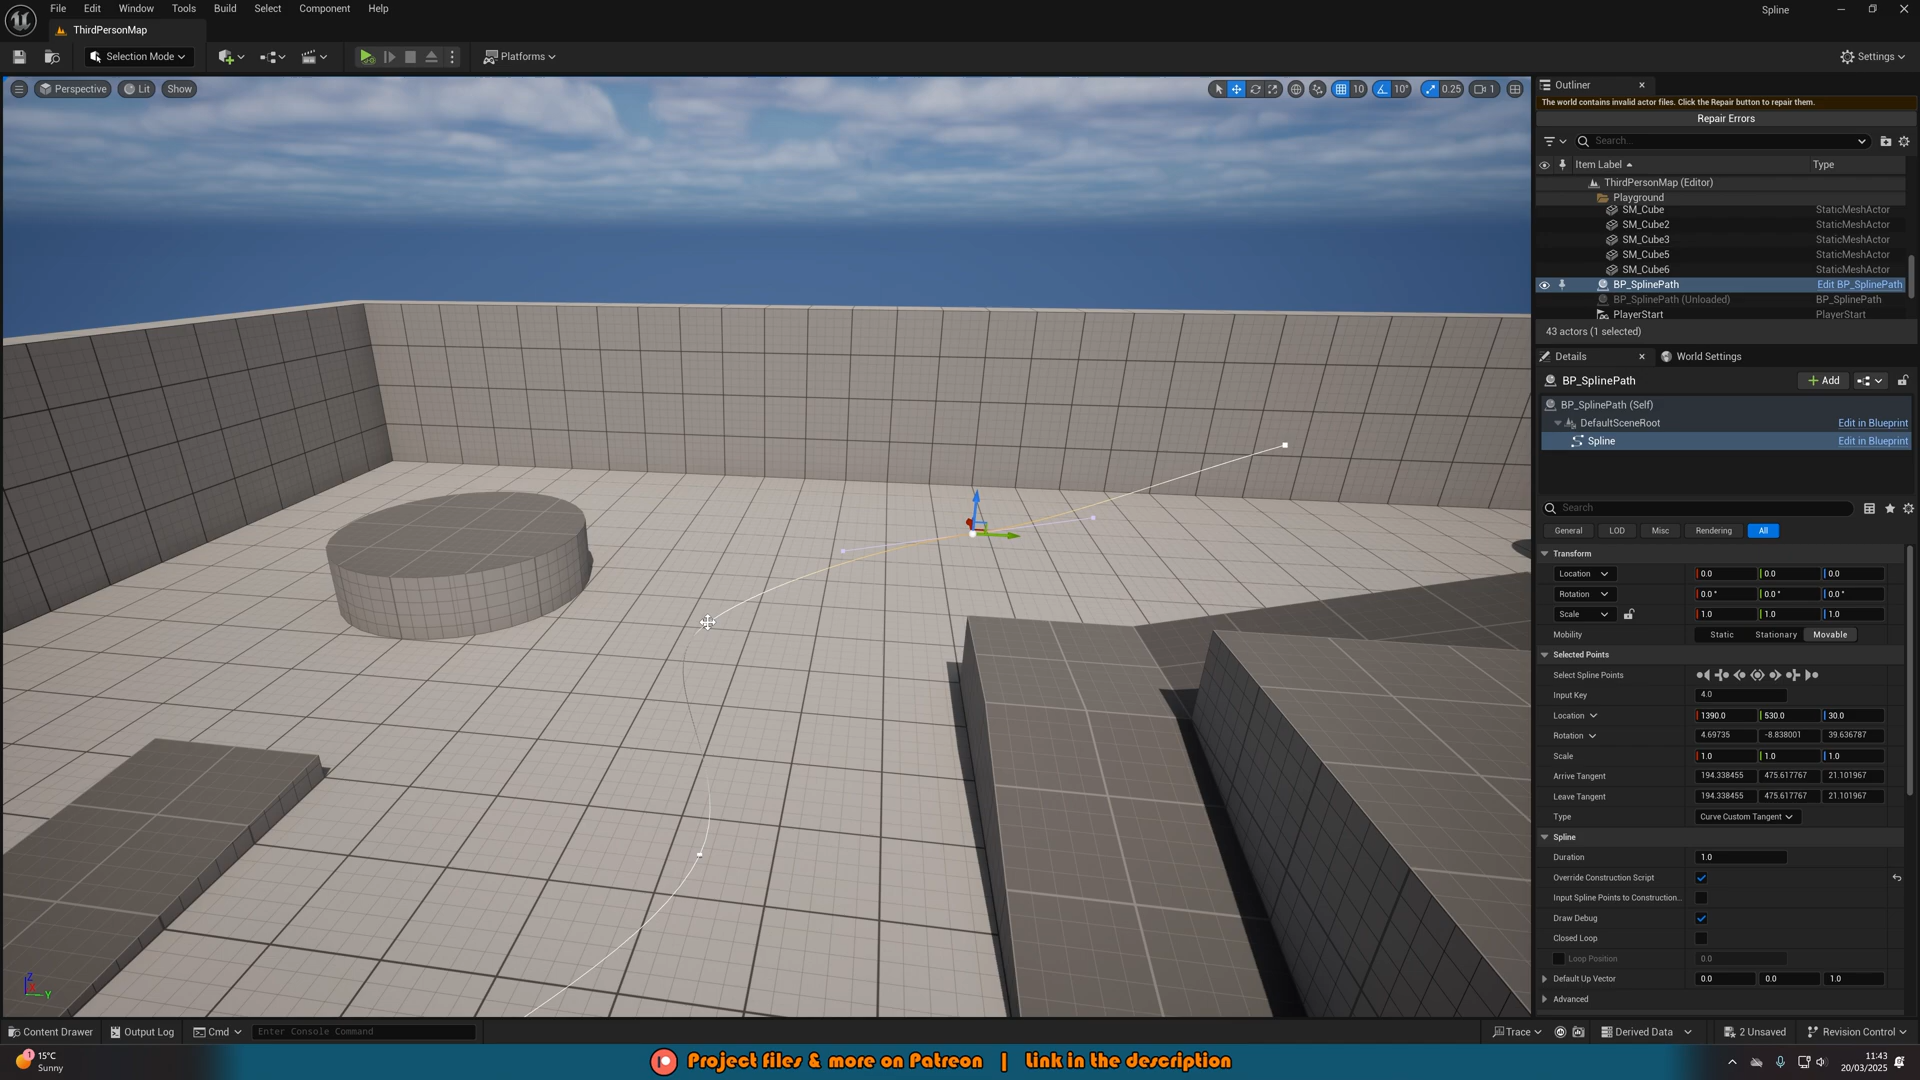 File Edit Window Tools Build Select Component Help
Spline
ThirdPersonMap
Selection Mode
Platforms
Settings
Perspective Lit Show
10 10° 0.25 1
Outliner
The world contains invalid actor files. Click the Repair button to repair them.
Repair Errors
Search...
Item Label Type
ThirdPersonMap (Editor)
Playground
SM_Cube StaticMeshActor
SM_Cube2 StaticMeshActor
SM_Cube3 StaticMeshActor
SM_Cube5 StaticMeshActor
SM_Cube6 StaticMeshActor
BP_SplinePath Edit BP_SplinePath
BP_SplinePath (Unloaded) BP_SplinePath
PlayerStart PlayerStart
43 actors (1 selected)
Details World Settings
BP_SplinePath Add
BP_SplinePath (Self)
DefaultSceneRoot Edit in Blueprint
Spline Edit in Blueprint
Search
General LOD Misc Rendering All
Transform
Location 0.0 0.0 0.0
Rotation 0.0 ° 0.0 ° 0.0 °
Scale 1.0 1.0 1.0
Mobility Static Stationary Movable
Selected Points
Select Spline Points
Input Key 4.0
Location 1390.0 530.0 30.0
Rotation 4.69735 -8.838001 39.636787
Scale 1.0 1.0 1.0
Arrive Tangent 194.338455 475.617767 21.101967
Leave Tangent 194.338455 475.617767 21.101967
Type Curve Custom Tangent
Spline
Duration 1.0
Override Construction Script
Input Spline Points to Construction...
Draw Debug
Closed Loop
Loop Position 0.0
Default Up Vector 0.0 0.0 1.0
Advanced
Z
X
Y
Content Drawer Output Log Cmd Enter Console Command
Trace Derived Data 2 Unsaved Revision Control
1
15°C
Sunny
Project files & more on Patreon | Link in the description
11:43
20/03/2025